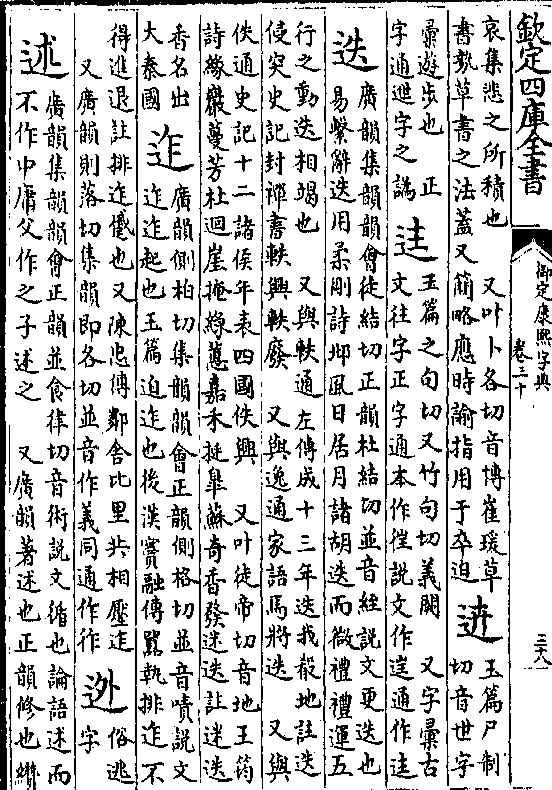 欽定四庫全書
御定康熙字典
卷三十
三十八
哀集悲之所積也　又叶卜各切音博崔瑗草
書埶草書之法蓋又簡略應時諭指用于卒迫
迣
玉篇尸制
切音世字
彙遊步也　正
字通迣字之譌
迬
玉篇之句切又竹句切義闕　又字彙古
文往字正字通本作徃說文作𨓹通作迬
迭
廣韻集韻韻會徒結切正韻杜結切並音絰說文更迭也
易繫辭迭用柔剛詩邶風日居月諸胡迭而微禮禮運五
行之動迭相竭也　又與軼通左傳成十三年迭我殽地註迭
侵突史記封禪書軼興軼廢　又與逸通家語馬將迭　又與
佚通史記十二諸侯年表四國佚興　又叶徒帝切音地王筠
詩緣巖蔓芳杜迴崖掩綠蕙嘉禾挺臯蘇奇香發迷迭註迷迭
香名出
大秦國
迮
廣韻側柏切集韻韻會正韻側格切並音嘖說文
迮迮起也玉篇迫迮也後漢竇融傳囂執排迮不
得進退註排迮蹙也又陳忠傳鄰舍比里共相壓迮
又廣韻則落切集韻即各切並音作義同通作作
迯
俗逃
字
述
廣韻集韻韻會正韻並食律切音術說文循也論語述而
不作中庸父作之子述之　又廣韻著述也正韻修也纘